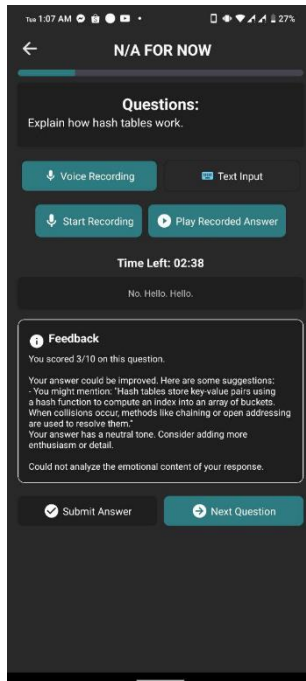 Tue 1:07 AM
27%
N/A FOR NOW
Questions:
Explain how hash tables work.
Voice Recording
Text Input
Start Recording
Play Recorded Answer
Time Left: 02:38
No. Hello. Hello.
Feedback
You scored 3/10 on this question.
Your answer could be improved. Here are some suggestions:
- You might mention: "Hash tables store key-value pairs using
a hash function to compute an index into an array of buckets.
When collisions occur, methods like chaining or open addressing
are used to resolve them."
Your answer has a neutral tone. Consider adding more
enthusiasm or detail.
Could not analyze the emotional content of your response.
Submit Answer
Next Question